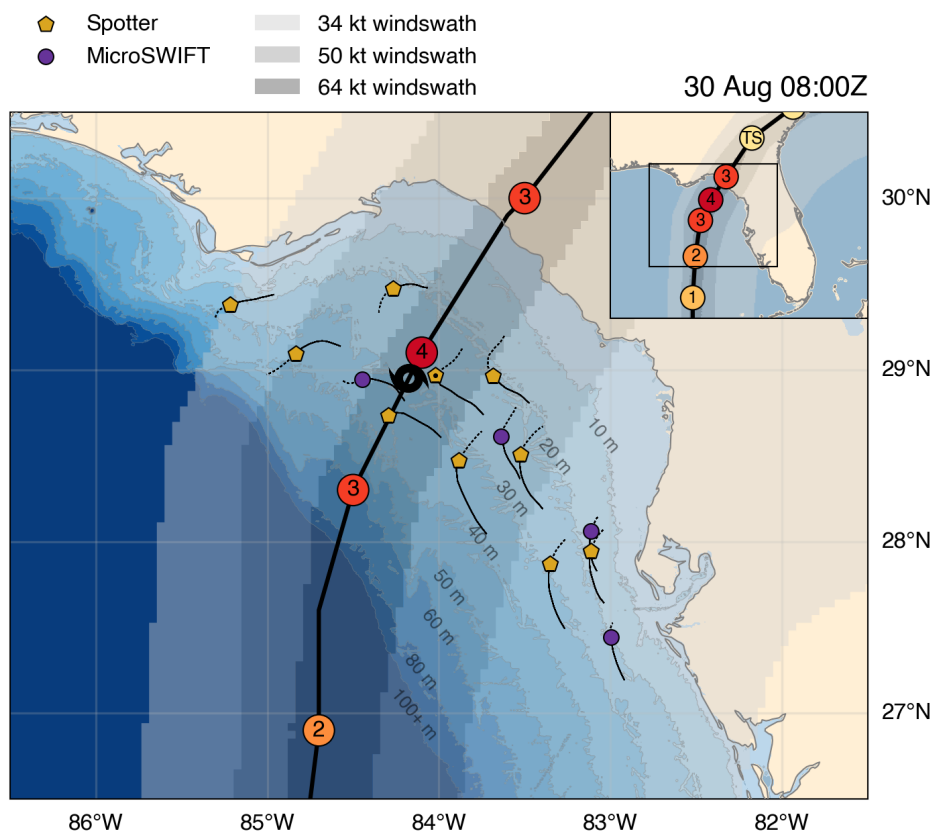 Spotter
MicroSWIFT
34 kt windswath
50 kt windswath
64 kt windswath
30 Aug 08:00Z
TS
3
4
3
2
1
3
4
3
2
10 m
20 m
30 m
40 m
50 m
60 m
80 m
100+ m
30°N
29°N
28°N
27°N
86°W
85°W
84°W
83°W
82°W